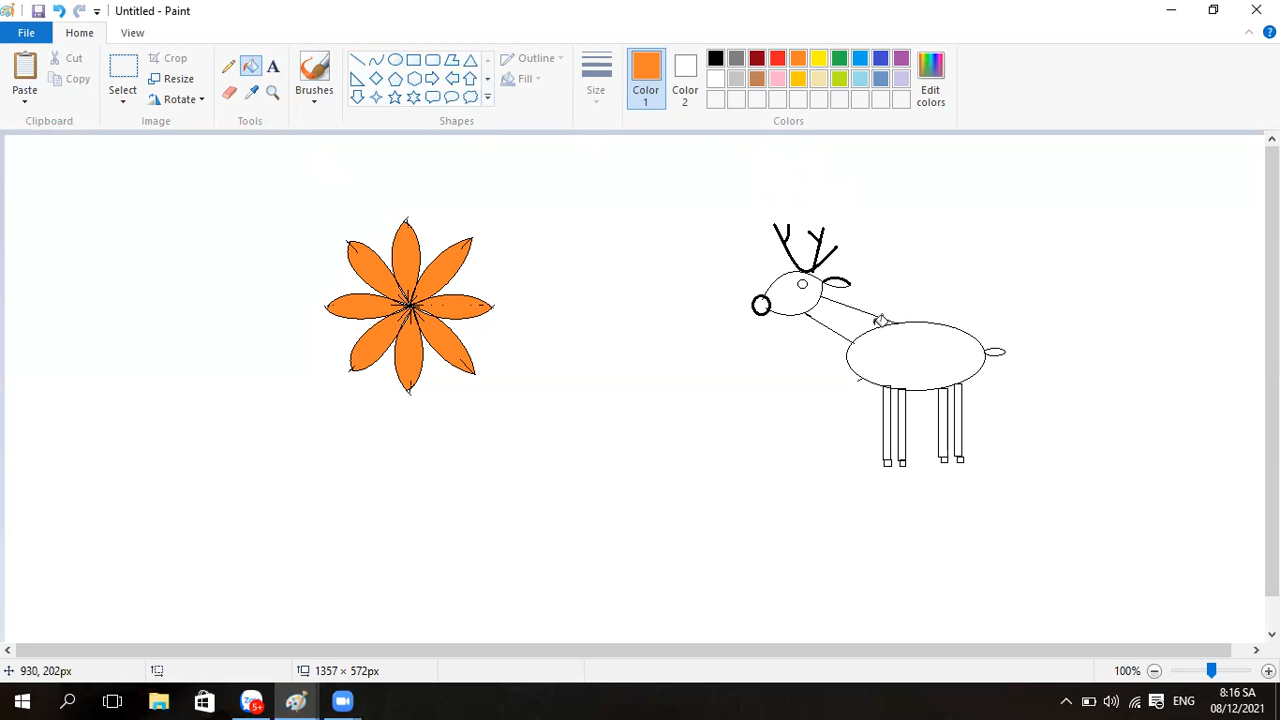 Untitled - Paint
File
Home
View
Paste
Cut
Copy
Clipboard
Select
Crop
Resize
Rotate
Image
A
Tools
Brushes
Shapes
Outline
Fill
Size
Color 1
Color 2
Edit colors
Colors
930, 202px
1357 × 572px
100%
Zalo
5+
ENG
8:16 SA
08/12/2021